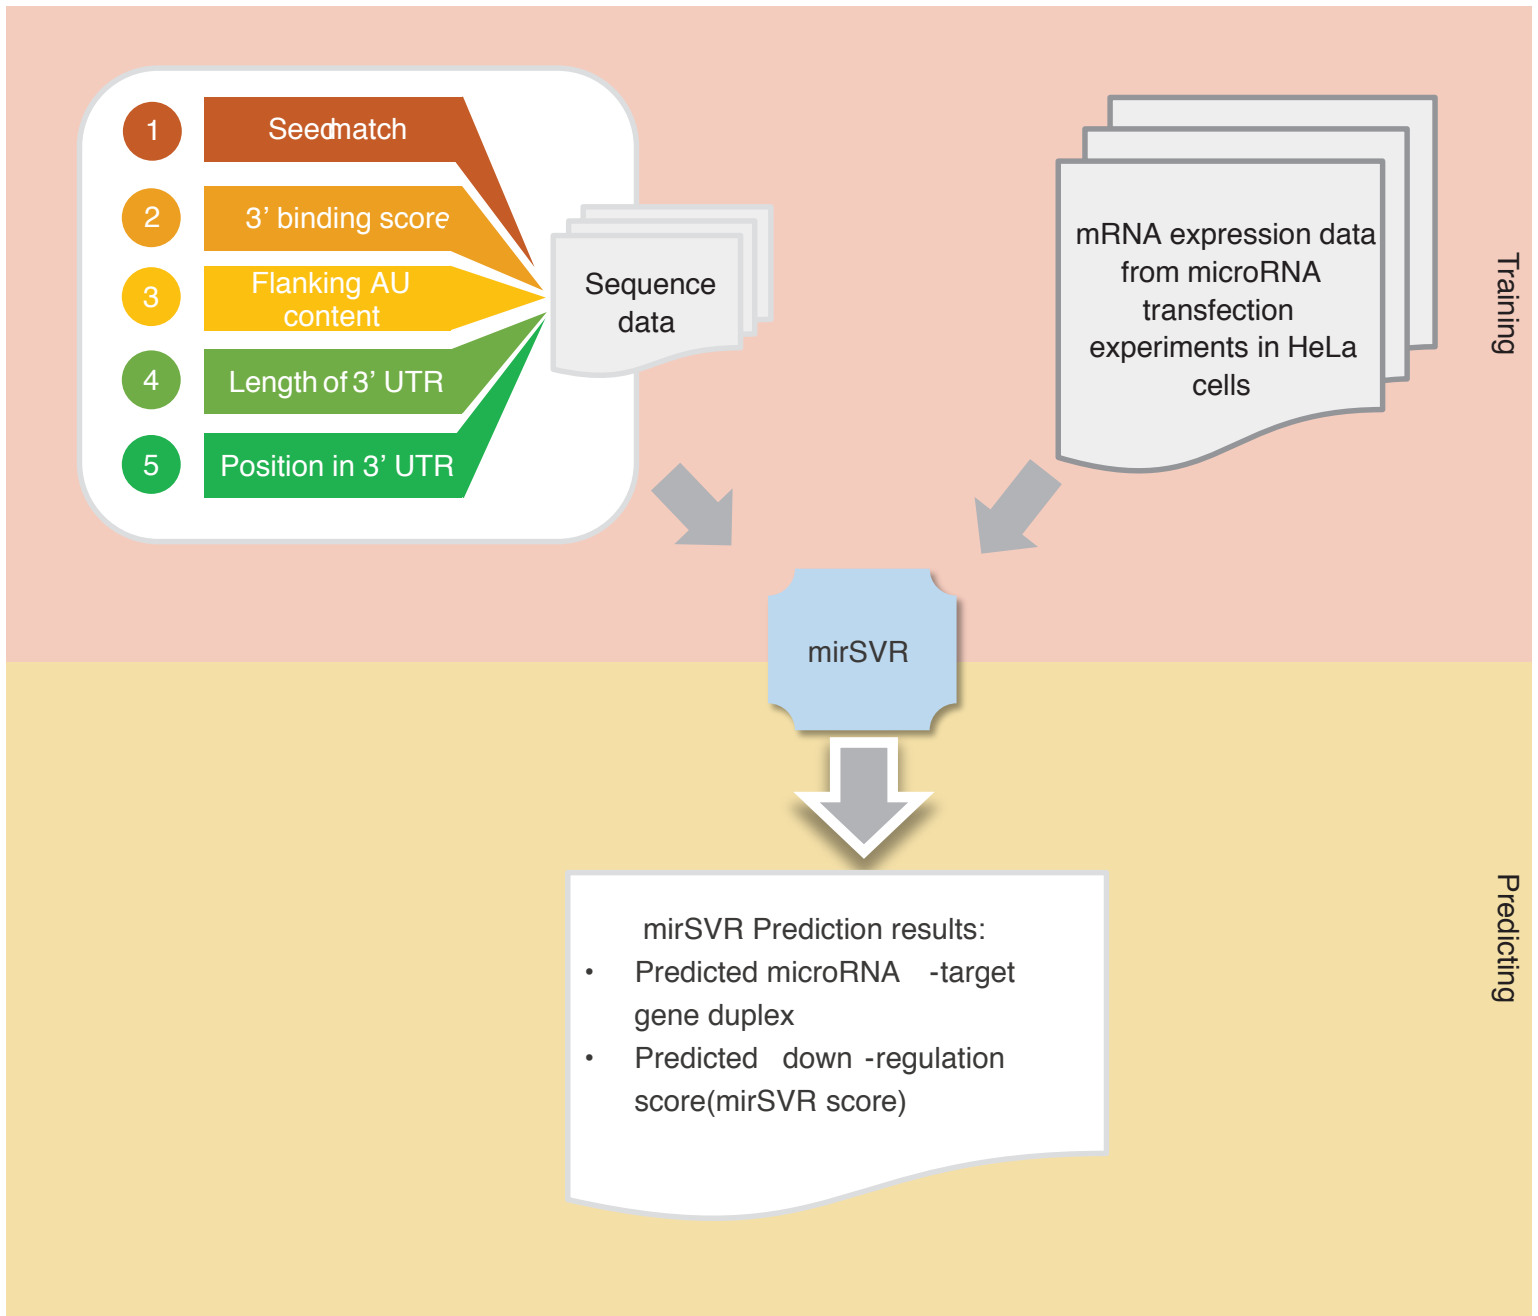 1
Seedmatch
2
3’ binding score
3
Flanking AU
content
4
Length of 3’ UTR
5
Position in 3’ UTR
Sequence
data
mRNA expression data
from microRNA
transfection
experiments in HeLa
cells
Training
mirSVR
Predicting
mirSVR Prediction results:
• Predicted microRNA -target
gene duplex
• Predicted down -regulation
score(mirSVR score)